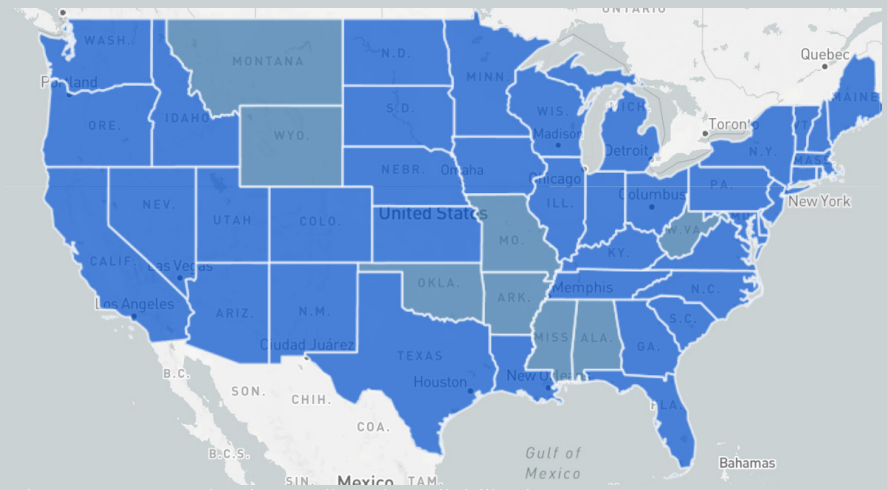 ONTARIO
WASH.
MONTANA
N.D.
MINN.
Quebec
Portland
MAINE
ORE.
IDAHO
WYO.
S.D.
WIS.
MICH.
Toronto
VT.
Madison
Detroit
N.Y.
MASS.
NEBR.
Omaha
Chicago
PA.
NEV.
UTAH
COLO.
United States
ILL.
Columbus
New York
MO.
W.VA.
MD.
CALIF.
Las Vegas
KY.
OKLA.
ARK.
Memphis
N.C.
Los Angeles
ARIZ.
N.M.
S.C.
Ciudad Juárez
TEXAS
MISS.
ALA.
GA.
B.C.
SON.
CHIH.
Houston
New Orleans
FLA.
COA.
B.C.S.
Gulf of
Mexico
Bahamas
SIN.
Mexico
TAM.